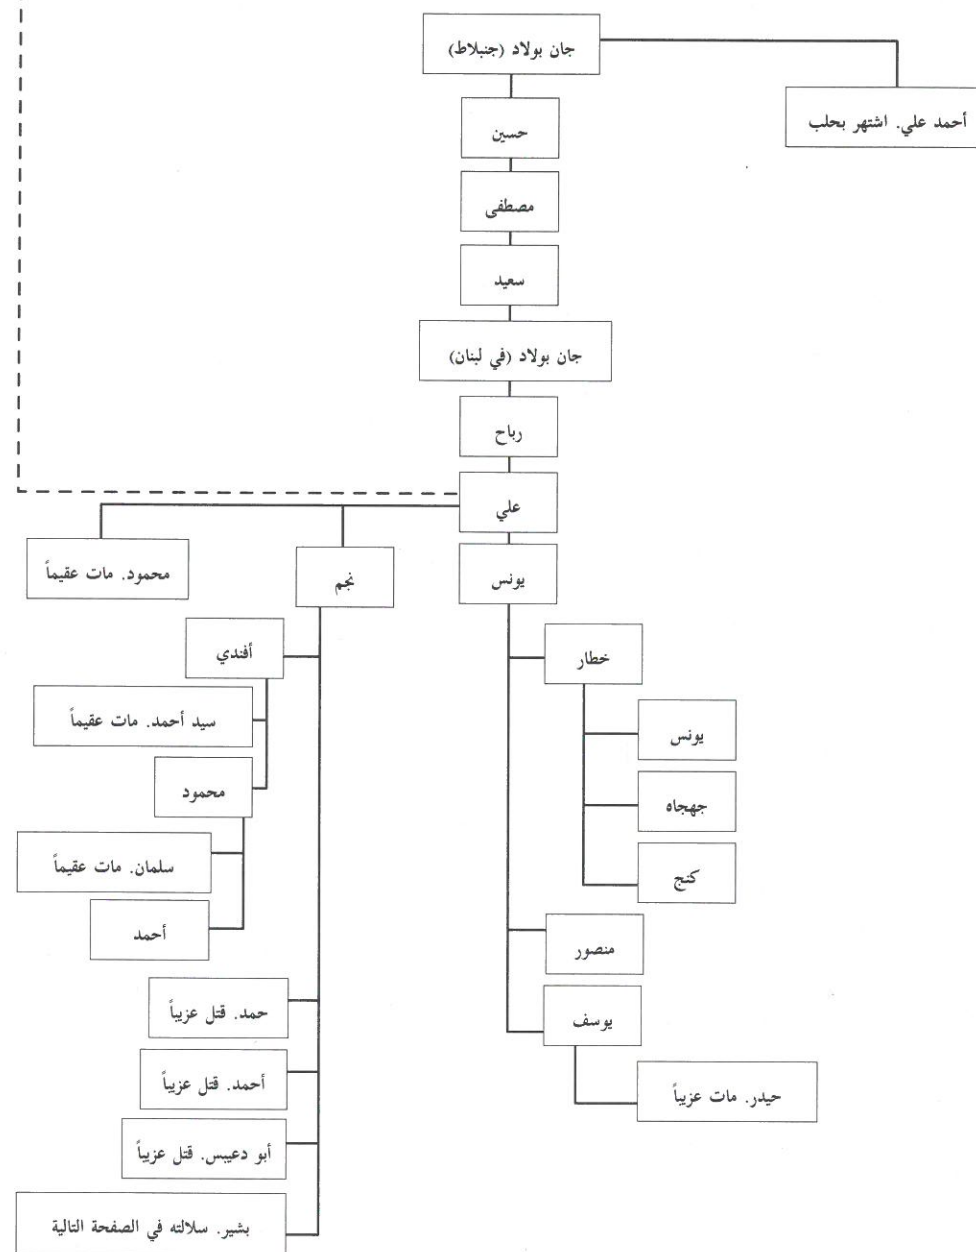 جان بولاد (جنبلاط)
أحمد علي. اشتهر بحلب
حسين
مصطفى
سعيد
جان بولاد (في لبنان)
رباح
علي
يونس
نجم
محمود. مات عقيماً
خطار
يونس
جهجاه
كنج
منصور
يوسف
حيدر. مات عزيباً
أفندي
سيد أحمد. مات عقيماً
محمود
سلمان. مات عقيماً
أحمد
حمد. قتل عزيباً
أحمد. قتل عزيباً
أبو دعيبس. قتل عزيباً
بشير. سلالته في الصفحة التالية